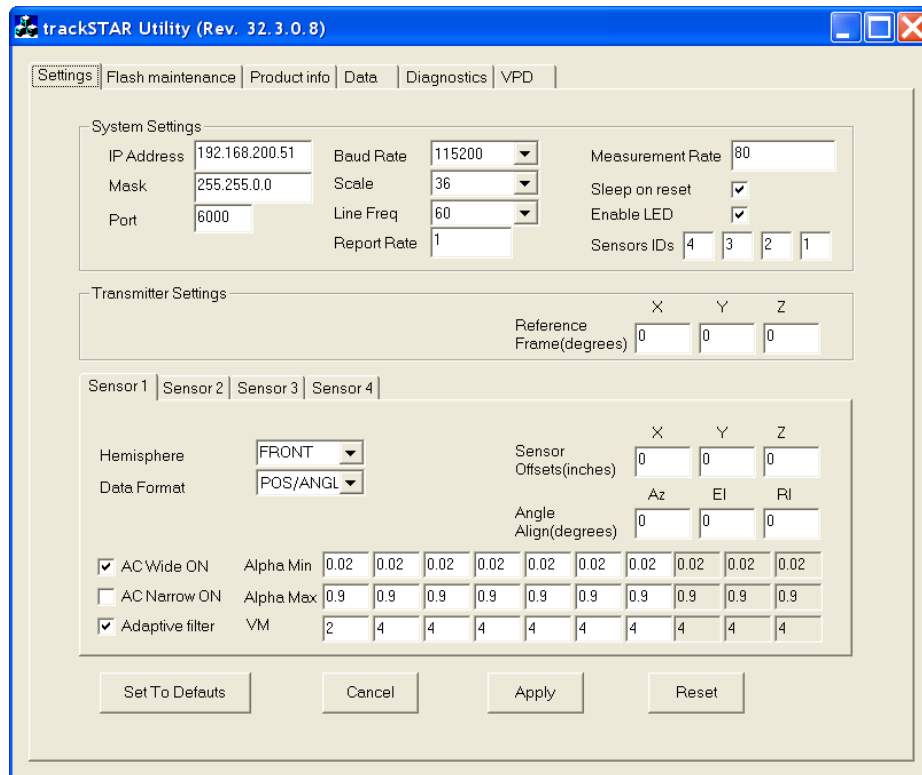 trackSTAR Utility (Rev. 32.3.0.8)
Settings Flash maintenance Product info Data Diagnostics VPD
System Settings
IP Address 192.168.200.51 Baud Rate 115200 Measurement Rate 80
Mask 255.255.0.0 Scale 36 Sleep on reset
Port 6000 Line Freq 60 Enable LED
Report Rate 1 Sensors IDs 4 3 2 1
Transmitter Settings
X Y Z
Reference
Frame(degrees) 0 0 0
Sensor 1 Sensor 2 Sensor 3 Sensor 4
X Y Z
Hemisphere FRONT Sensor
Offsets(inches) 0 0 0
Data Format POS/ANGL
Az El Rl
Angle
Align(degrees) 0 0 0
AC Wide ON Alpha Min 0.02 0.02 0.02 0.02 0.02 0.02 0.02 0.02 0.02 0.02
AC Narrow ON Alpha Max 0.9 0.9 0.9 0.9 0.9 0.9 0.9 0.9 0.9 0.9
Adaptive filter VM 2 4 4 4 4 4 4 4 4 4
Set To Defauts Cancel Apply Reset